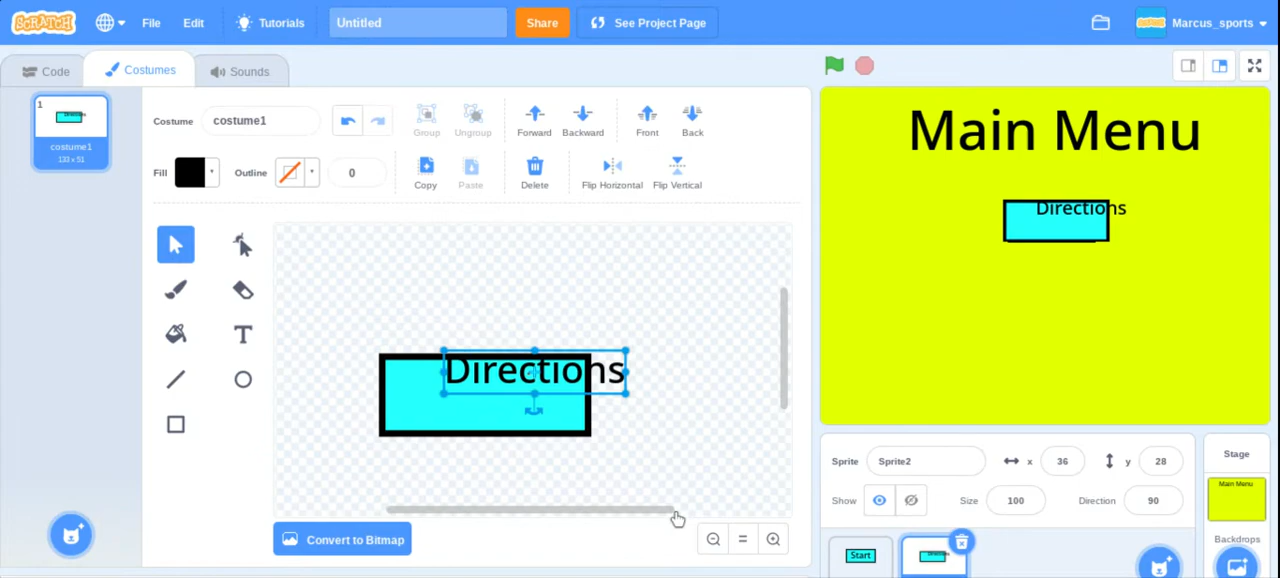 SCRATCH File Edit Tutorials Untitled Share See Project Page Marcus_sports
Code Costumes Sounds
1
costume1
133 x 51
Costume costume1 Group Ungroup Forward Backward Front Back
Fill Outline 0 Copy Paste Delete Flip Horizontal Flip Vertical
T
Directions
Convert to Bitmap
Main Menu
Directions
Sprite Sprite2 x 36 y 28
Show Size 100 Direction 90
Start
Stage
Main Menu
Backdrops